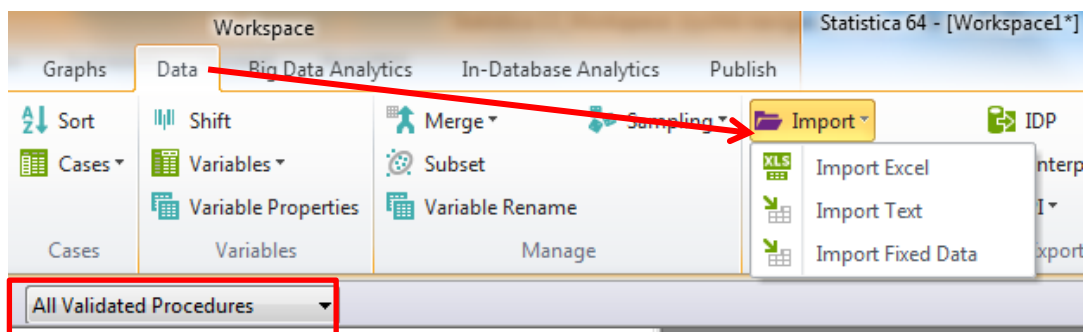 Workspace
Statistica 64 - [Workspace1*]
Graphs Data Big Data Analytics In-Database Analytics Publish
Sort Shift Merge Sampling Import IDP
Cases Variables Subset Import Excel
Variable Properties Variable Rename Import Text
Cases Variables Manage Import Fixed Data
All Validated Procedures